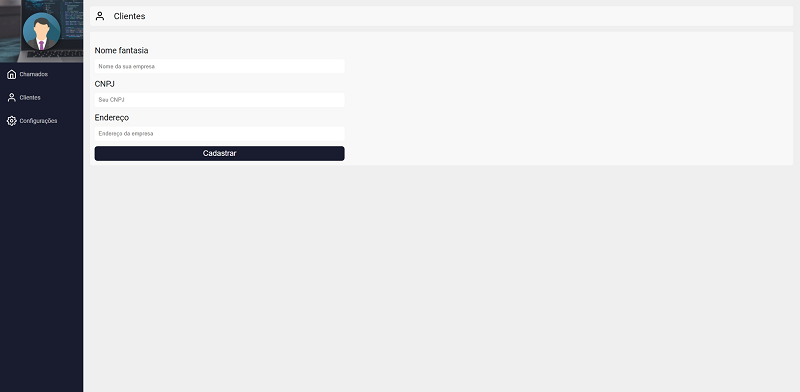 Chamados
Clientes
Configurações
Clientes
Nome fantasia
Nome da sua empresa
CNPJ
Seu CNPJ
Endereço
Endereço da empresa
Cadastrar